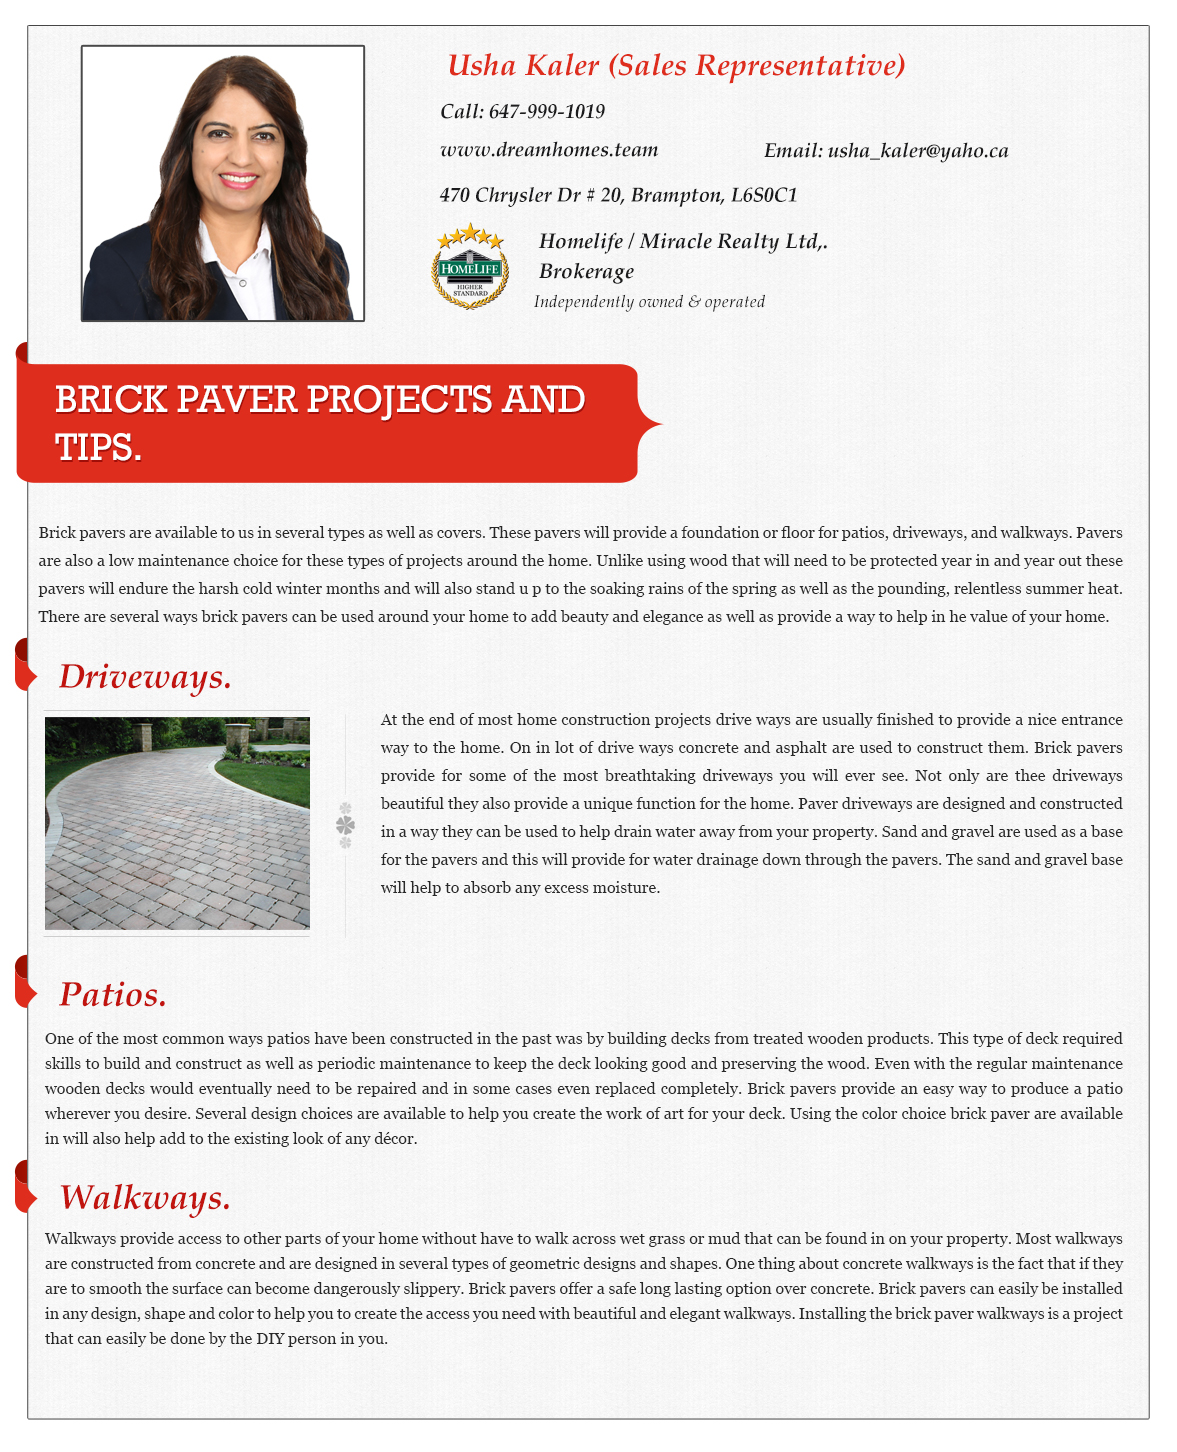 Usha Kaler (Sales Representative)
Call: 647-999-1019
www.dreamhomes.team
Email: usha_kaler@yaho.ca
470 Chrysler Dr # 20, Brampton, L6S0C1
HOMELIFE
HIGHER
STANDARD
Homelife / Miracle Realty Ltd,.
Brokerage
Independently owned & operated
BRICK PAVER PROJECTS AND
TIPS.
Brick pavers are available to us in several types as well as covers. These pavers will provide a foundation or floor for patios, driveways, and walkways. Pavers
are also a low maintenance choice for these types of projects around the home. Unlike using wood that will need to be protected year in and year out these
pavers will endure the harsh cold winter months and will also stand u p to the soaking rains of the spring as well as the pounding, relentless summer heat.
There are several ways brick pavers can be used around your home to add beauty and elegance as well as provide a way to help in he value of your home.
Driveways.
At the end of most home construction projects drive ways are usually finished to provide a nice entrance
way to the home. On in lot of drive ways concrete and asphalt are used to construct them. Brick pavers
provide for some of the most breathtaking driveways you will ever see. Not only are thee driveways
beautiful they also provide a unique function for the home. Paver driveways are designed and constructed
in a way they can be used to help drain water away from your property. Sand and gravel are used as a base
for the pavers and this will provide for water drainage down through the pavers. The sand and gravel base
will help to absorb any excess moisture.
Patios.
One of the most common ways patios have been constructed in the past was by building decks from treated wooden products. This type of deck required
skills to build and construct as well as periodic maintenance to keep the deck looking good and preserving the wood. Even with the regular maintenance
wooden decks would eventually need to be repaired and in some cases even replaced completely. Brick pavers provide an easy way to produce a patio
wherever you desire. Several design choices are available to help you create the work of art for your deck. Using the color choice brick paver are available
in will also help add to the existing look of any décor.
Walkways.
Walkways provide access to other parts of your home without have to walk across wet grass or mud that can be found in on your property. Most walkways
are constructed from concrete and are designed in several types of geometric designs and shapes. One thing about concrete walkways is the fact that if they
are to smooth the surface can become dangerously slippery. Brick pavers offer a safe long lasting option over concrete. Brick pavers can easily be installed
in any design, shape and color to help you to create the access you need with beautiful and elegant walkways. Installing the brick paver walkways is a project
that can easily be done by the DIY person in you.